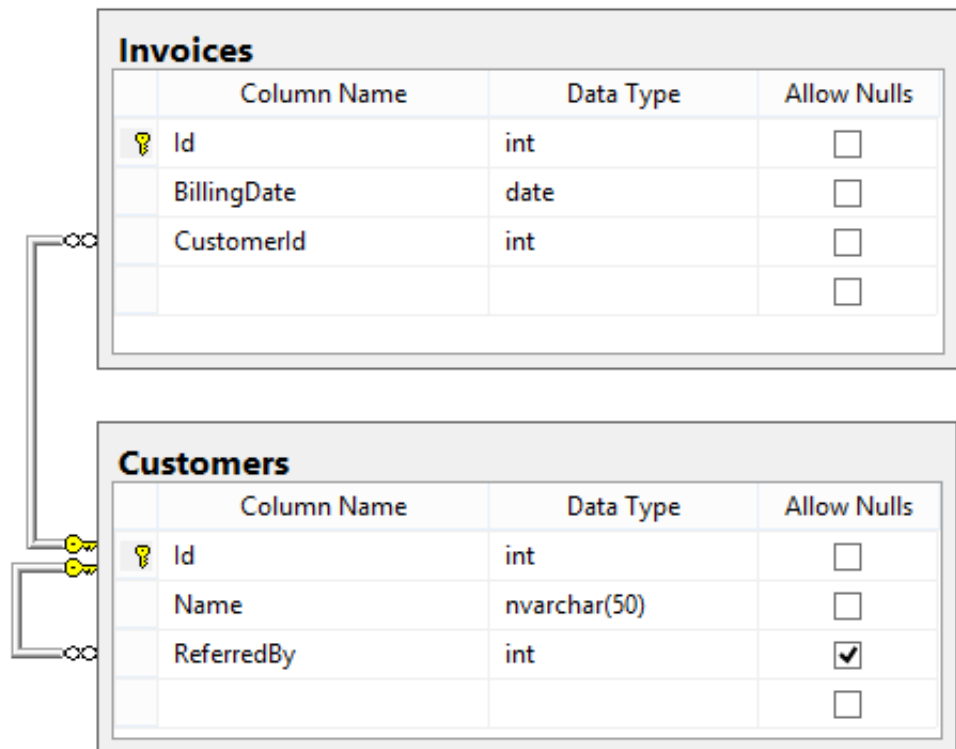 Invoices
Column Name Data Type Allow Nulls
Id int
BillingDate date
CustomerId int
Customers
Column Name Data Type Allow Nulls
Id int
Name nvarchar(50)
ReferredBy int